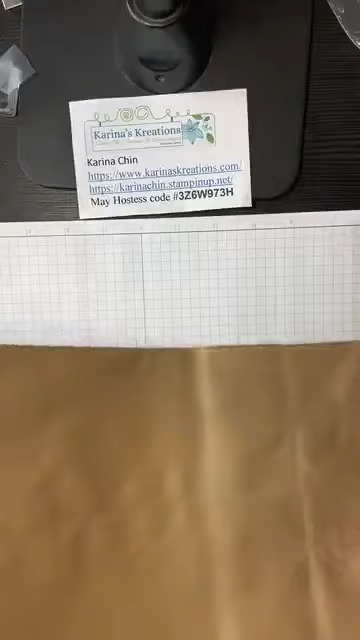 Karina's Kreations
Karina Chin
https://www.karinaskreations.com/
https://karinachin.stampinup.net/
May Hostess code #3Z6W973H